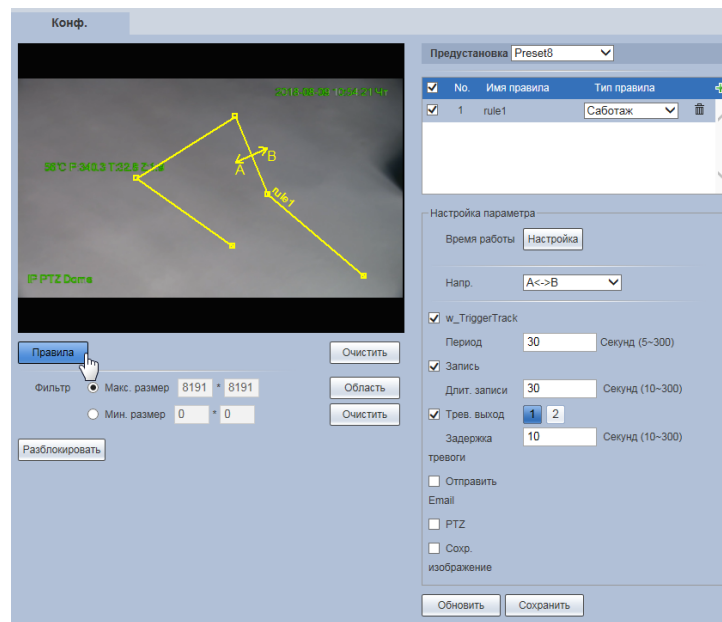 Конф.
Предустановка Preset8
No. Имя правила Тип правила
1 rule1 Саботаж
2018-08-09 16:54:31 Чт
B
A
rule1
IP PTZ Dome
Настройка параметра
Время работы Настройка
Напр. A<->B
w_TriggerTrack
Период 30 Секунд (5~300)
Запись
Длит. записи 30 Секунд (10~300)
Трев. выход 1 2
Задержка тревоги 10 Секунд (10~300)
Отправить
Email
PTZ
Сохр.
изображение
Обновить Сохранить
Правила Очистить
Фильтр Макс. размер 8191 * 8191 Область
Мин. размер 0 * 0 Очистить
Разблокировать